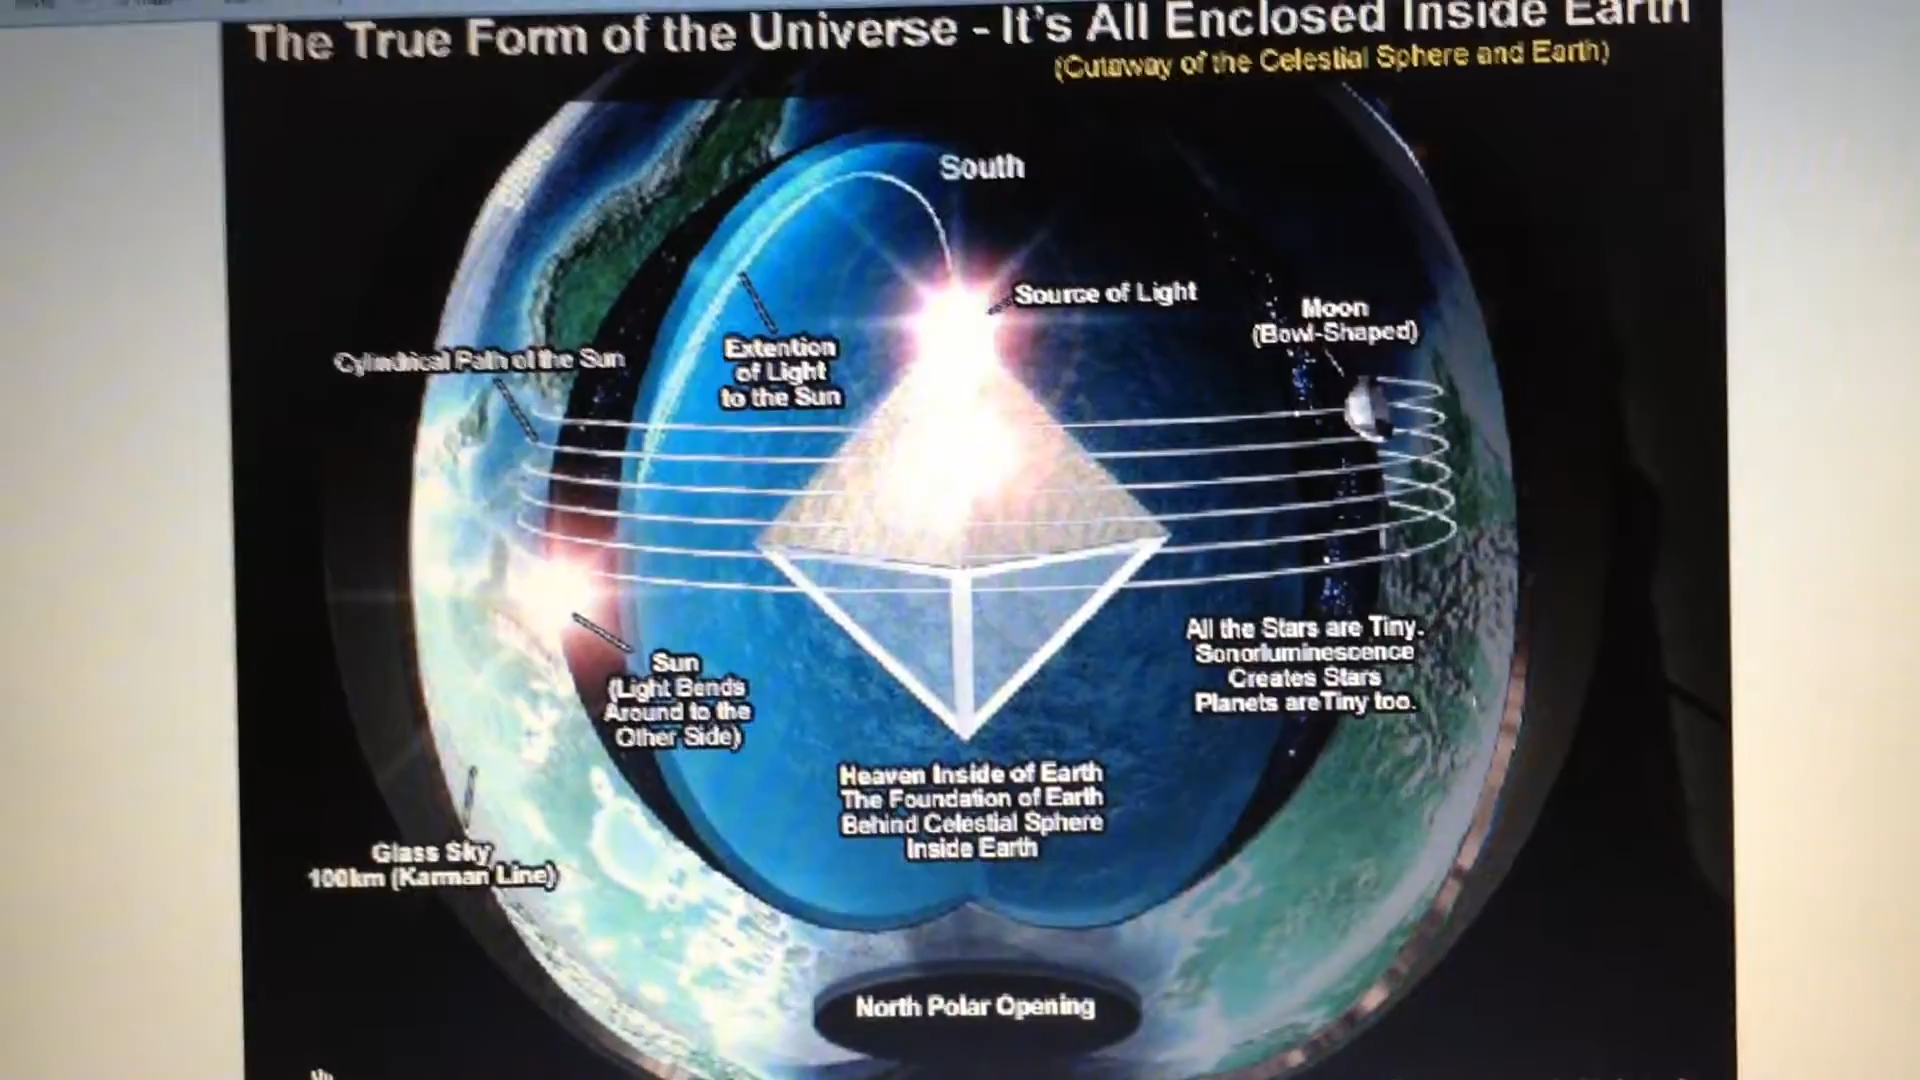 The True Form of the Universe - It's All Enclosed Inside Earth
(Cutaway of the Celestial Sphere and Earth)
South
Source of Light
Moon
(Bowl-Shaped)
Cylindrical Path of the Sun
Extention
of Light
to the Sun
All the Stars are Tiny.
Sonorluminescence
Creates Stars
Planets are Tiny too.
Sun
(Light Bends
Around to the
Other Side)
Heaven Inside of Earth
The Foundation of Earth
Behind Celestial Sphere
Inside Earth
Glass Sky
100km (Karman Line)
North Polar Opening